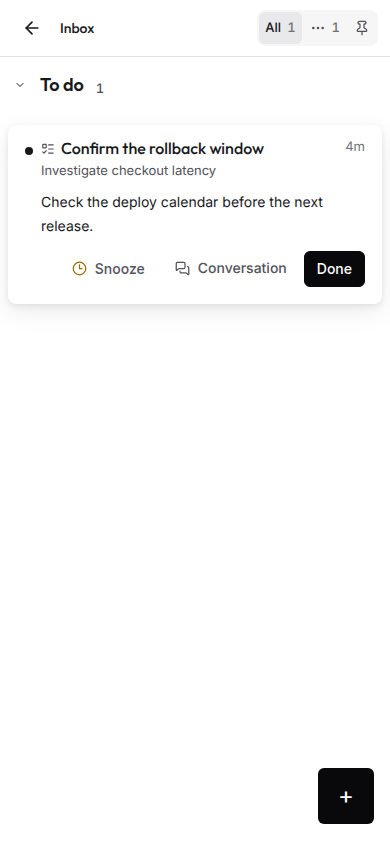 Inbox
All 1
... 1
To do 1
Confirm the rollback window 4m
Investigate checkout latency
Check the deploy calendar before the next
release.
Snooze Conversation Done
+